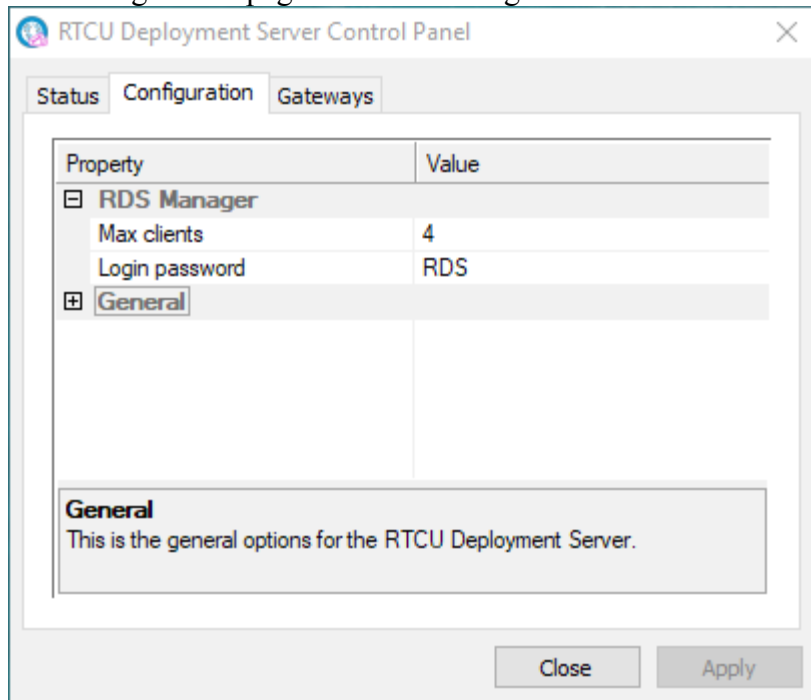 RTCU Deployment Server Control Panel
Status Configuration Gateways
Property Value
RDS Manager
Max clients 4
Login password RDS
General
General
This is the general options for the RTCU Deployment Server.
Close Apply